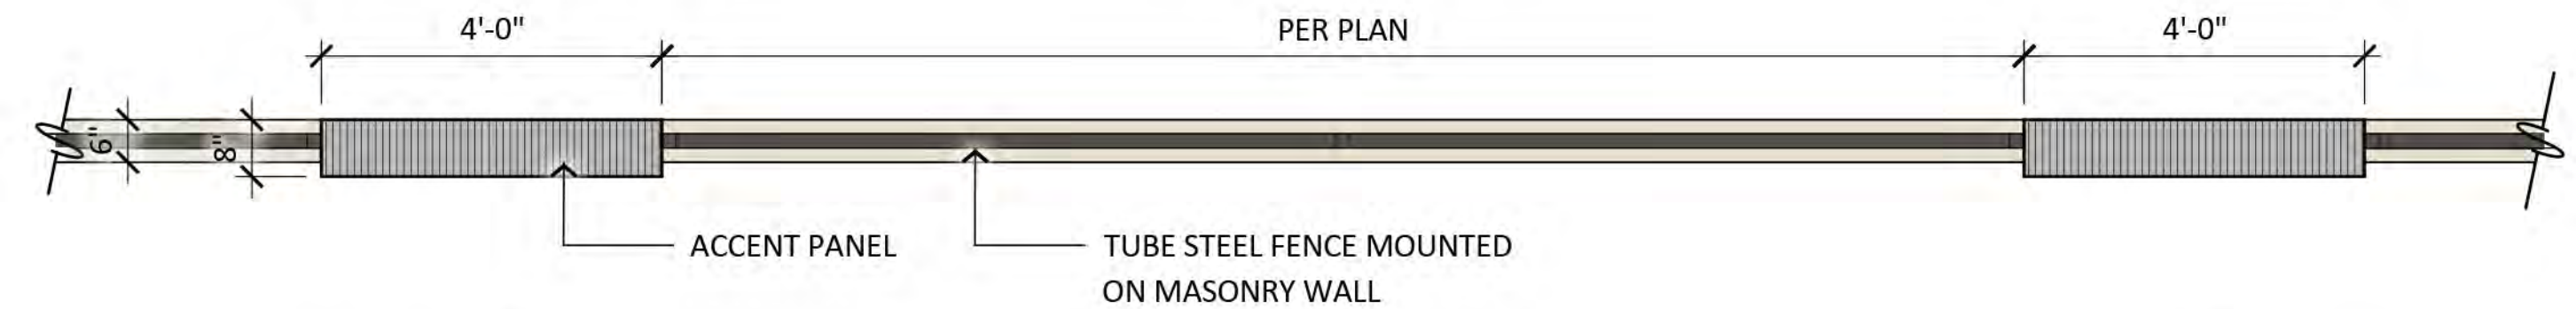 4'-0"
PER PLAN
4'-0"
6"
8"
ACCENT PANEL
TUBE STEEL FENCE MOUNTED
ON MASONRY WALL